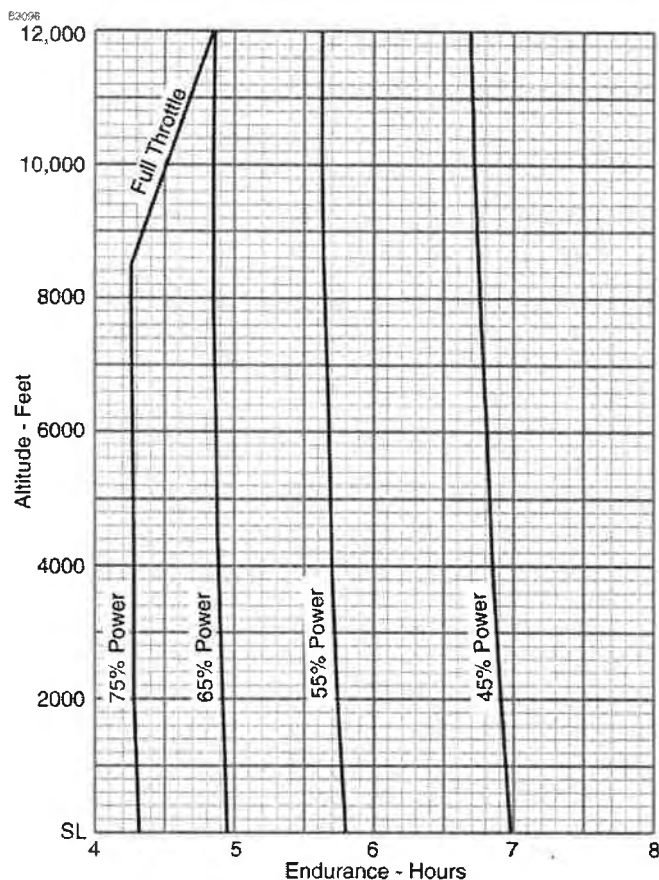 83096
12,000
10,000
8000
6000
4000
2000
SL
Altitude - Feet
Full Throttle
75% Power
65% Power
55% Power
45% Power
4 5 6 7 8
Endurance - Hours